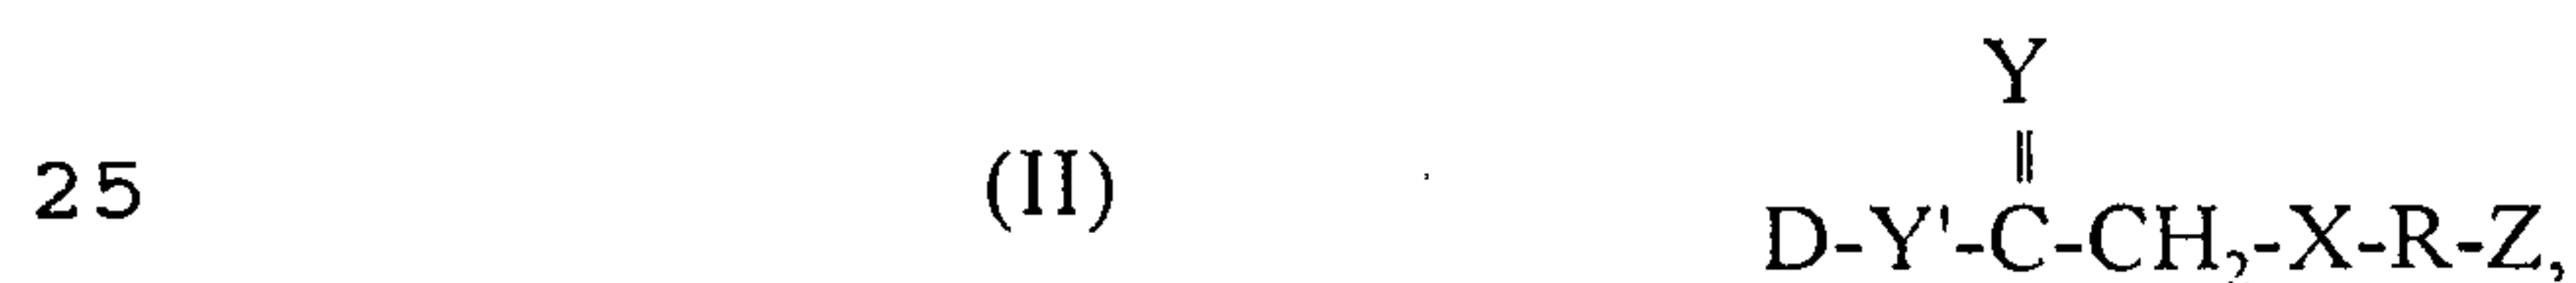 Y
||
25 (II) D-Y'-C-CH₂-X-R-Z,